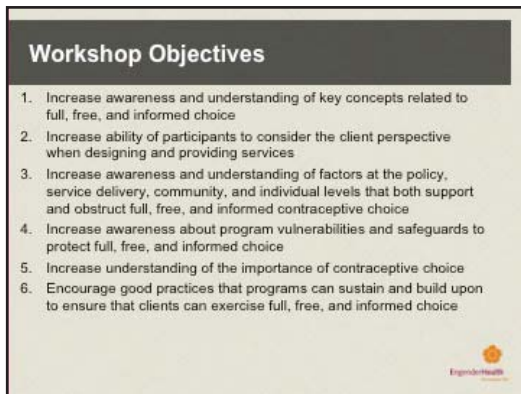 Workshop Objectives
1. Increase awareness and understanding of key concepts related to
full, free, and informed choice
2. Increase ability of participants to consider the client perspective
when designing and providing services
3. Increase awareness and understanding of factors at the policy,
service delivery, community, and individual levels that both support
and obstruct full, free, and informed contraceptive choice
4. Increase awareness about program vulnerabilities and safeguards to
protect full, free, and informed choice
5. Increase understanding of the importance of contraceptive choice
6. Encourage good practices that programs can sustain and build upon
to ensure that clients can exercise full, free, and informed choice
EngenderHealth